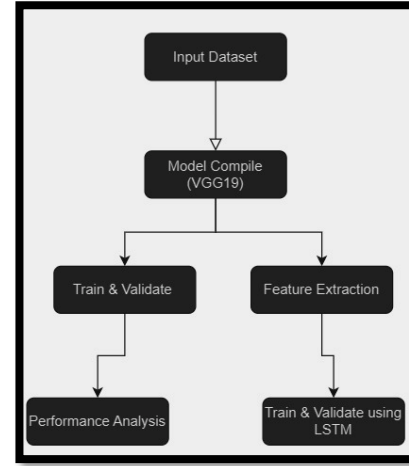 Input Dataset
Model Compile
(VGG19)
Train & Validate
Feature Extraction
Performance Analysis
Train & Validate using
LSTM